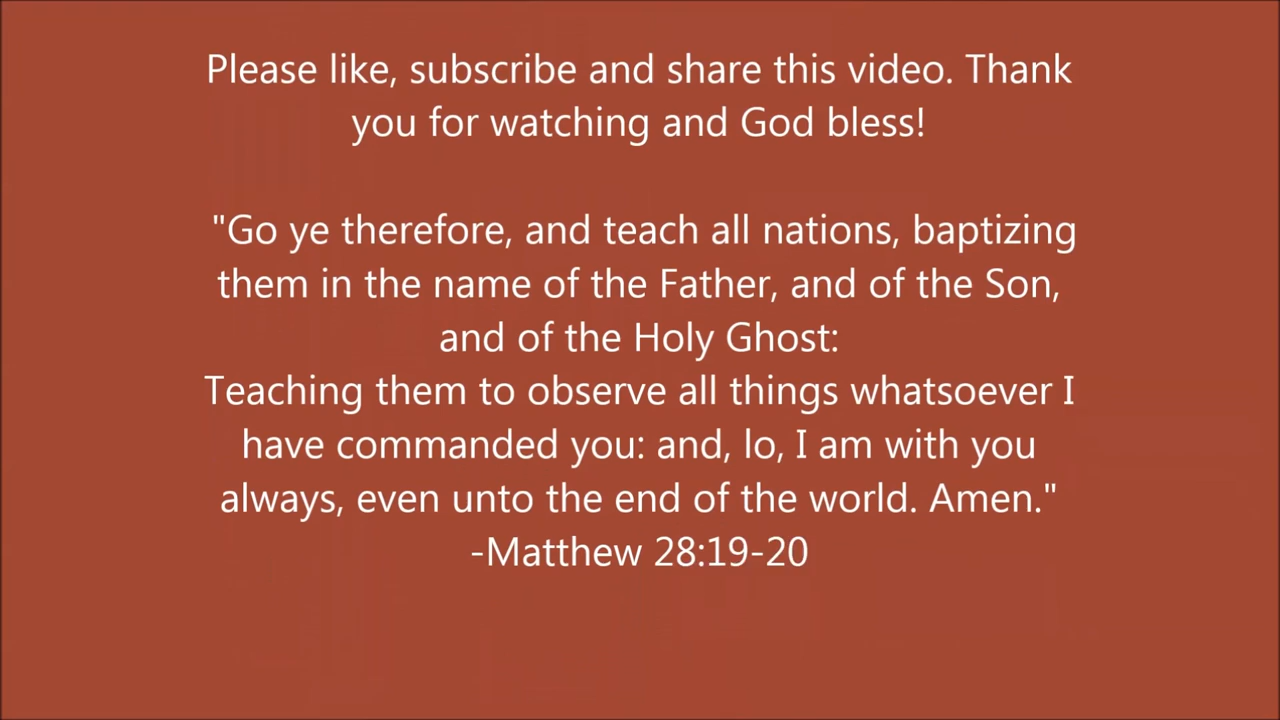 Please like, subscribe and share this video. Thank
you for watching and God bless!
"Go ye therefore, and teach all nations, baptizing
them in the name of the Father, and of the Son,
and of the Holy Ghost:
Teaching them to observe all things whatsoever I
have commanded you: and, lo, I am with you
always, even unto the end of the world. Amen."
-Matthew 28:19-20